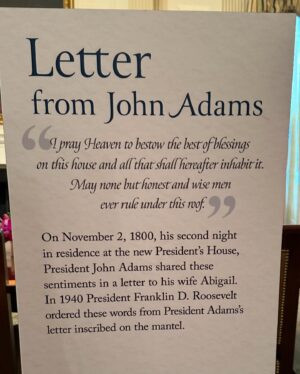 Letter
from John Adams
“I pray Heaven to bestow the best of blessings
on this house and all that shall hereafter inhabit it.
May none but honest and wise men
ever rule under this roof.”
On November 2, 1800, his second night
in residence at the new President's House,
President John Adams shared these
sentiments in a letter to his wife Abigail.
In 1940 President Franklin D. Roosevelt
ordered these words from President Adams's
letter inscribed on the mantel.